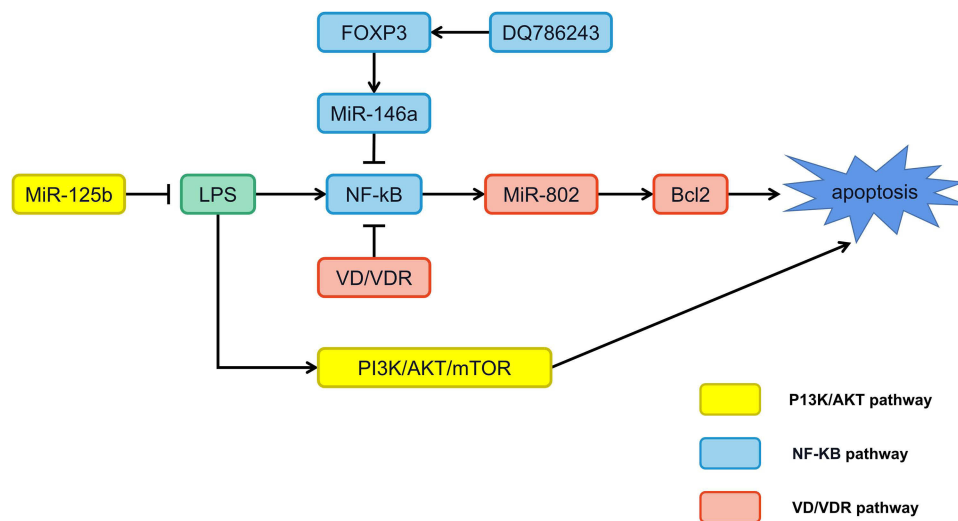 FOXP3
DQ786243
MiR-146a
MiR-125b
LPS
NF-kB
MiR-802
Bcl2
apoptosis
VD/VDR
PI3K/AKT/mTOR
P13K/AKT pathway
NF-KB pathway
VD/VDR pathway